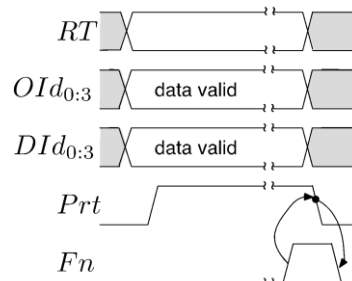 RT
OId0:3 data valid
DId0:3 data valid
Prt
Fn